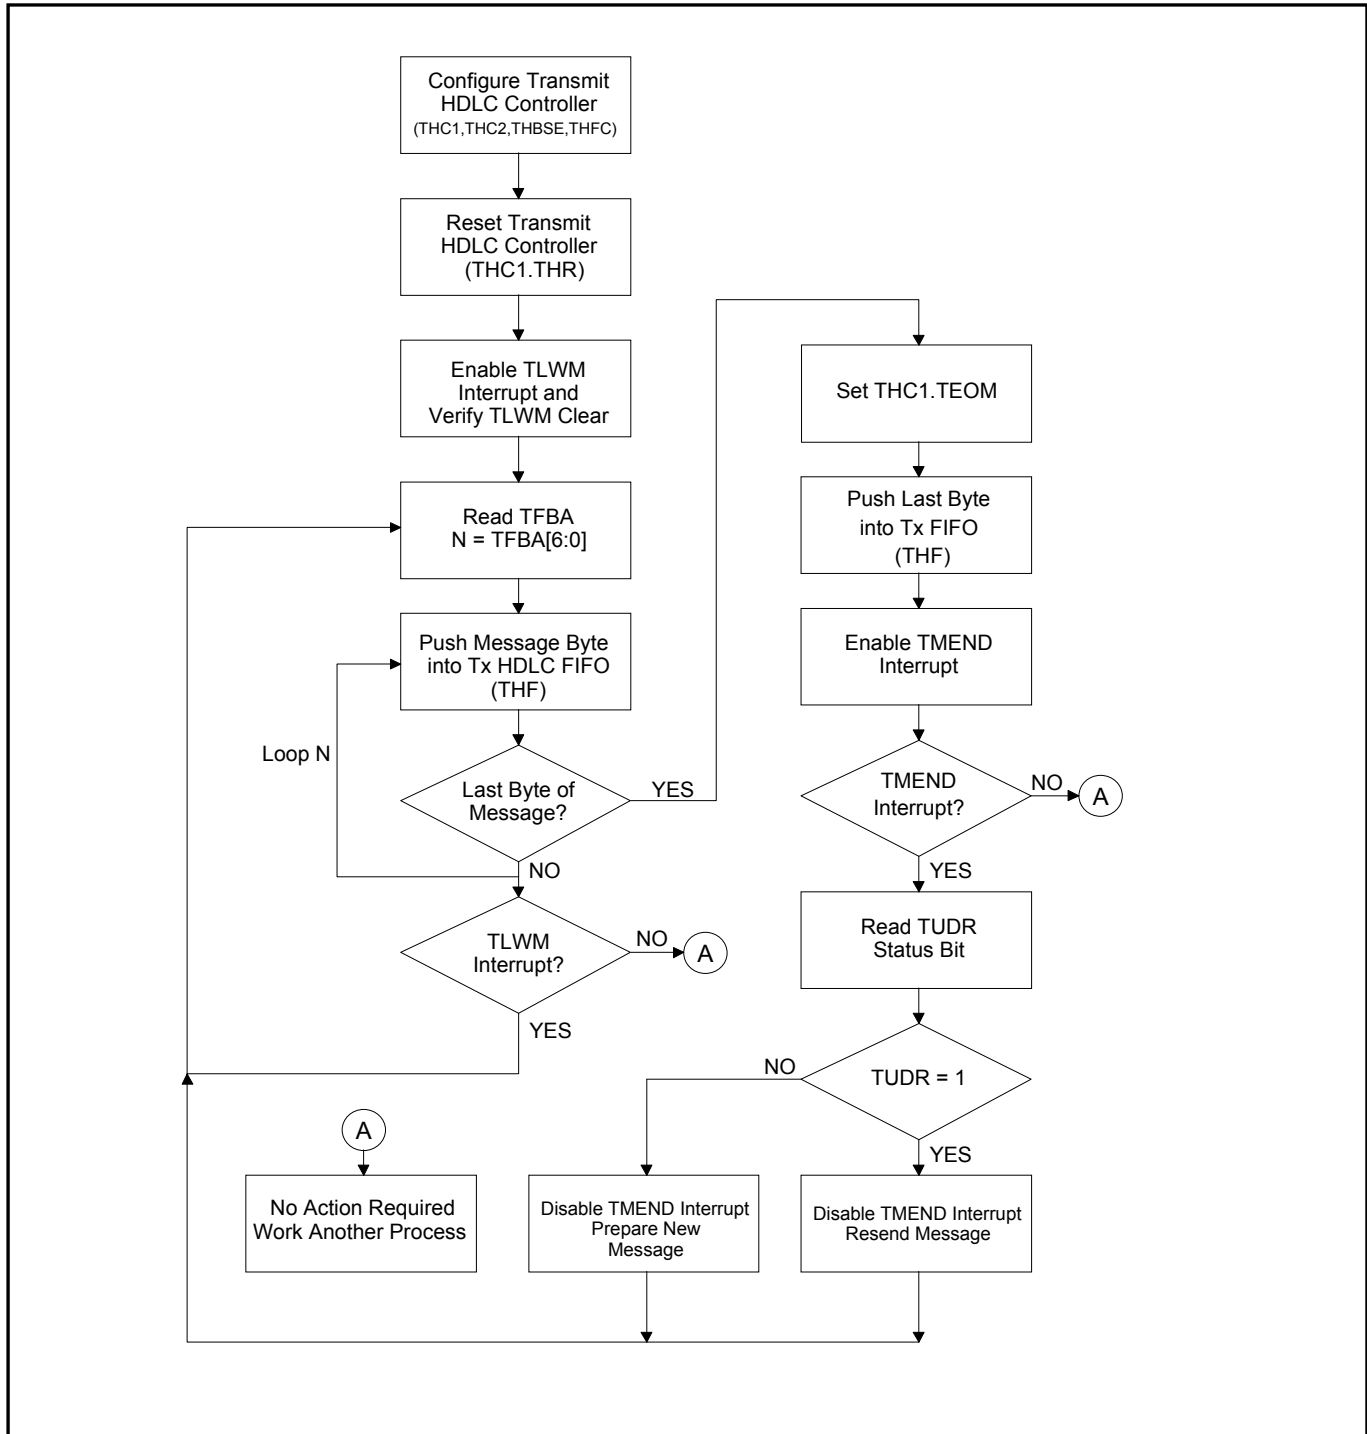 Configure Transmit
HDLC Controller
(THC1,THC2,THBSE,THFC)
Reset Transmit
HDLC Controller
(THC1.THR)
Enable TLWM
Interrupt and
Verify TLWM Clear
Read TFBA
N = TFBA[6:0]
Push Message Byte
into Tx HDLC FIFO
(THF)
Loop N
Last Byte of
Message?
YES
NO
TLWM
Interrupt?
NO
A
YES
A
No Action Required
Work Another Process
Set THC1.TEOM
Push Last Byte
into Tx FIFO
(THF)
Enable TMEND
Interrupt
TMEND
Interrupt?
NO
A
YES
Read TUDR
Status Bit
TUDR = 1
NO
YES
Disable TMEND Interrupt
Prepare New
Message
Disable TMEND Interrupt
Resend Message